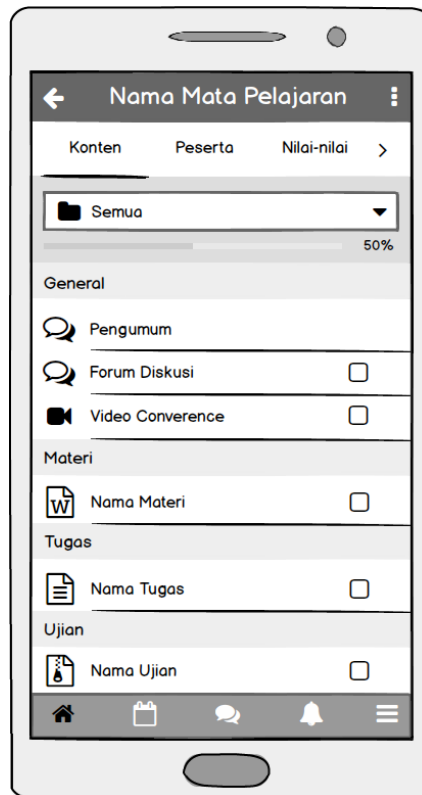 Nama Mata Pelajaran
Konten Peserta Nilai-nilai
Semua
50%
General
Pengumum
Forum Diskusi
Video Converence
Materi
W Nama Materi
Tugas
Nama Tugas
Ujian
Nama Ujian